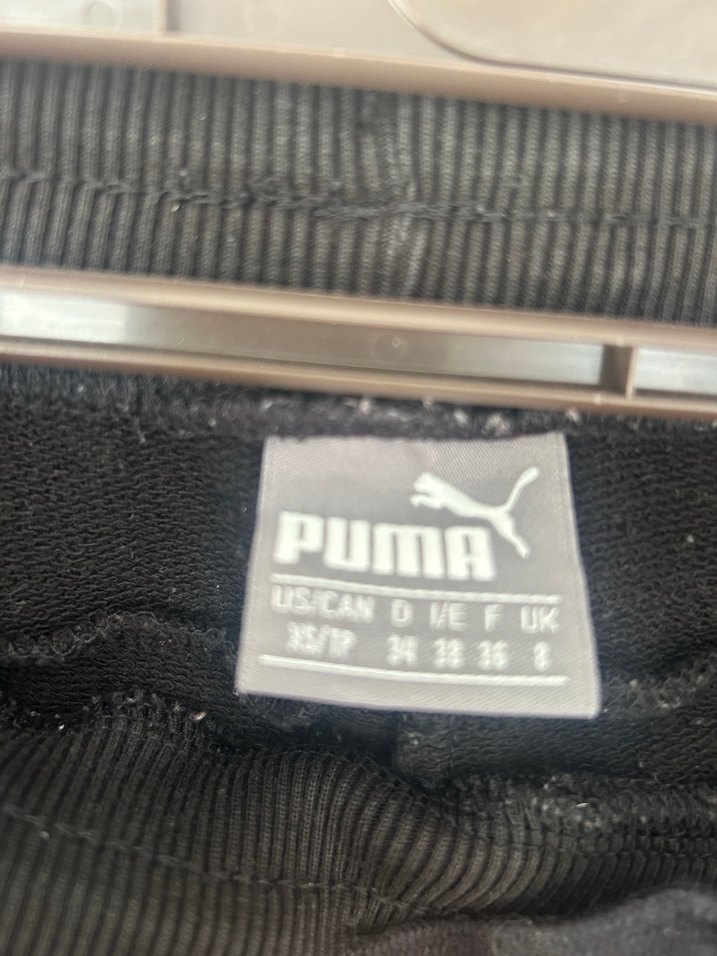 PUMA
US/CAN D I/E F UK
XS/TP 34 38 36 8